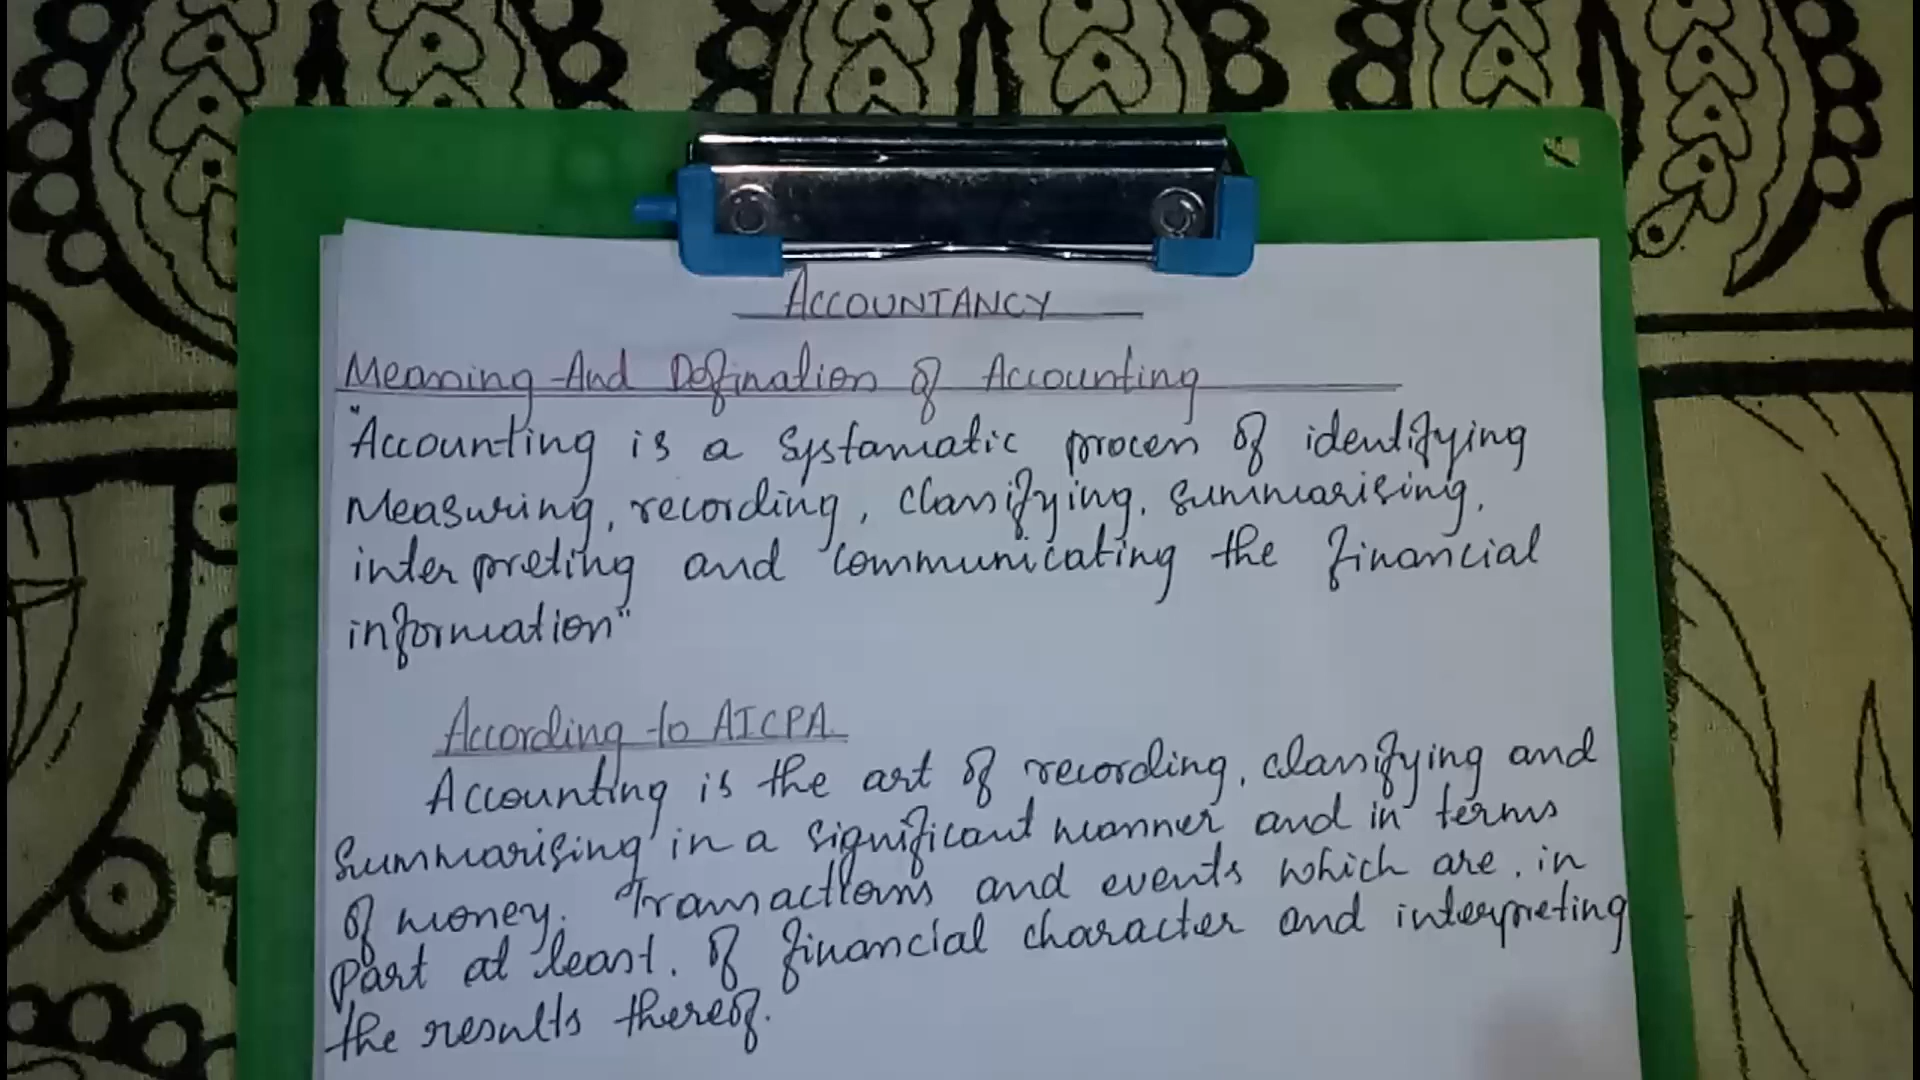 ACCOUNTANCY
Meaning And Defination of Accounting
"Accounting is a Systamatic process of identifying
Measuring, recording, classifying, summarising,
interpreting and communicating the financial
information"
According to AICPA
Accounting is the art of recording, classifying and
Summarising in a significant manner and in terms
of money. Transactions and events which are, in
part at least, of financial character and interpreting
the results thereof.